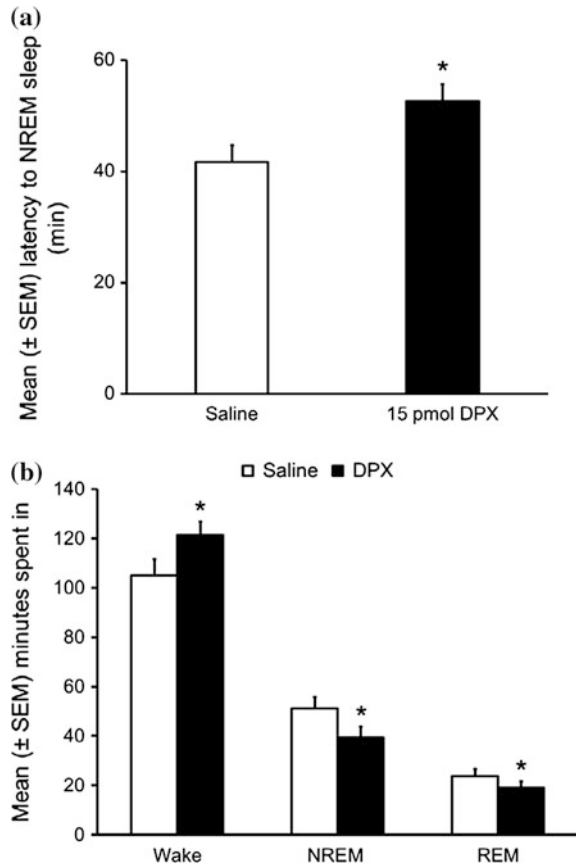 (a)
Mean (± SEM) latency to NREM sleep
(min)
60
40
20
0
*
Saline
15 pmol DPX
(b)
Saline
DPX
Mean (± SEM) minutes spent in
140
120
100
80
60
40
20
0
*
*
*
Wake
NREM
REM